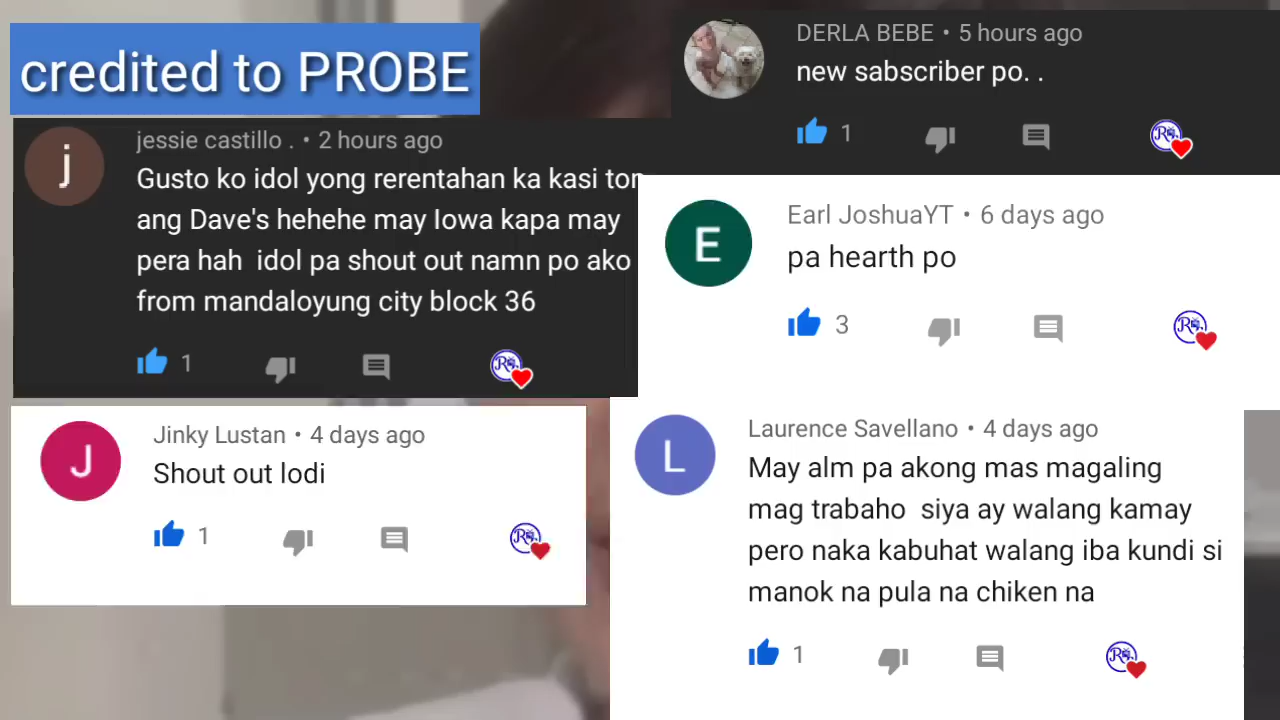 credited to PROBE
jessie castillo . • 2 hours ago
Gusto ko idol yong rerentahan ka kasi ton
ang Dave's hehehe may Iowa kapa may
pera hah idol pa shout out namn po ako
from mandaloyung city block 36
1
Jinky Lustan • 4 days ago
Shout out lodi
J
1
DERLA BEBE • 5 hours ago
new sabscriber po. .
1
Earl JoshuaYT • 6 days ago
pa hearth po
E
3
Laurence Savellano • 4 days ago
May alm pa akong mas magaling
mag trabaho siya ay walang kamay
pero naka kabuhat walang iba kundi si
manok na pula na chiken na
L
1
j